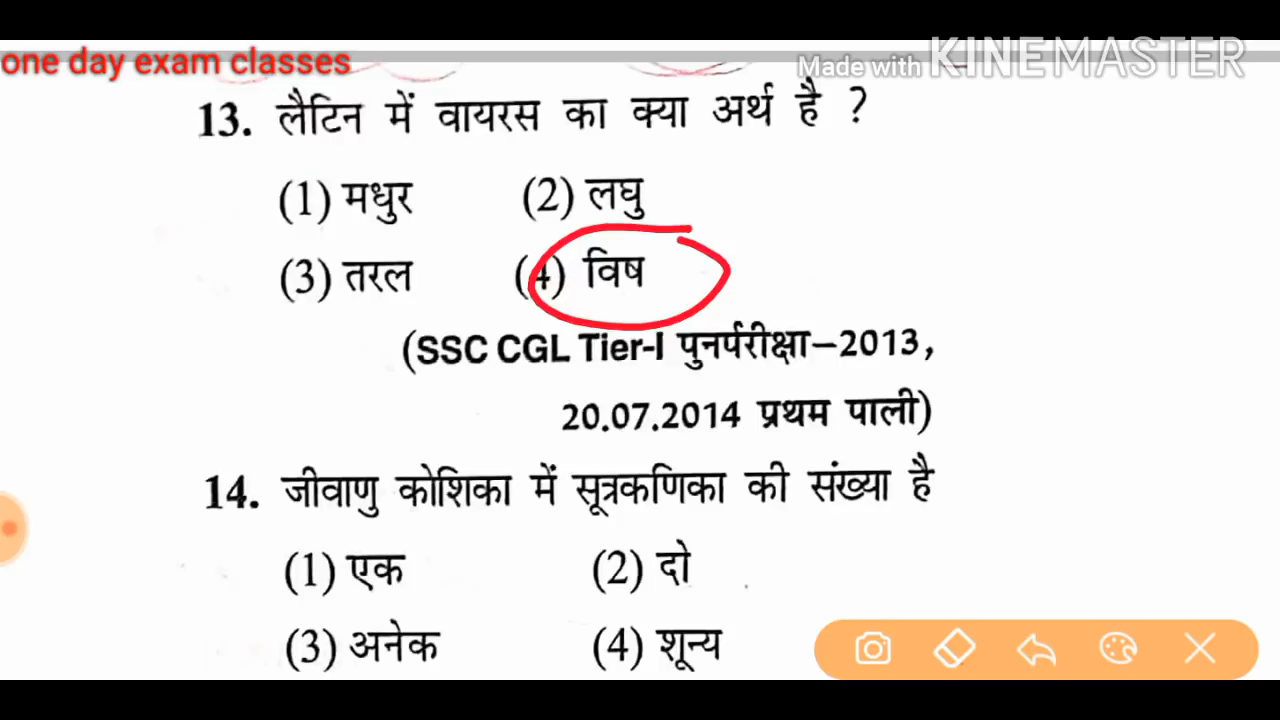 one day exam classes
Made with KINEMASTER
13. लैटिन में वायरस का क्या अर्थ है ?
(1) मधुर (2) लघु
(3) तरल (4) विष
(SSC CGL Tier-I पुनर्परीक्षा–2013,
20.07.2014 प्रथम पाली)
14. जीवाणु कोशिका में सूत्रकणिका की संख्या है
(1) एक (2) दो
(3) अनेक (4) शून्य